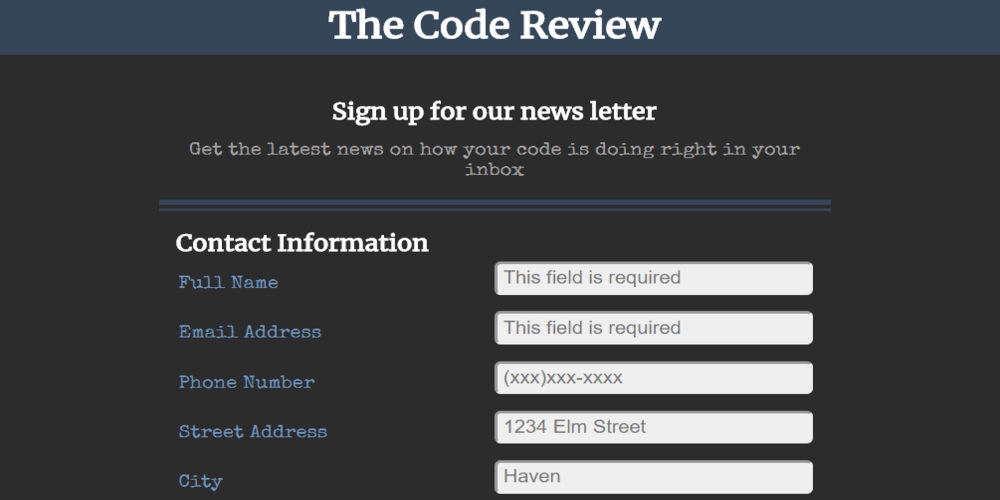 The Code Review
Sign up for our news letter
Get the latest news on how your code is doing right in your
inbox
Contact Information
Full Name This field is required
Email Address This field is required
Phone Number (xxx)xxx-xxxx
Street Address 1234 Elm Street
City Haven